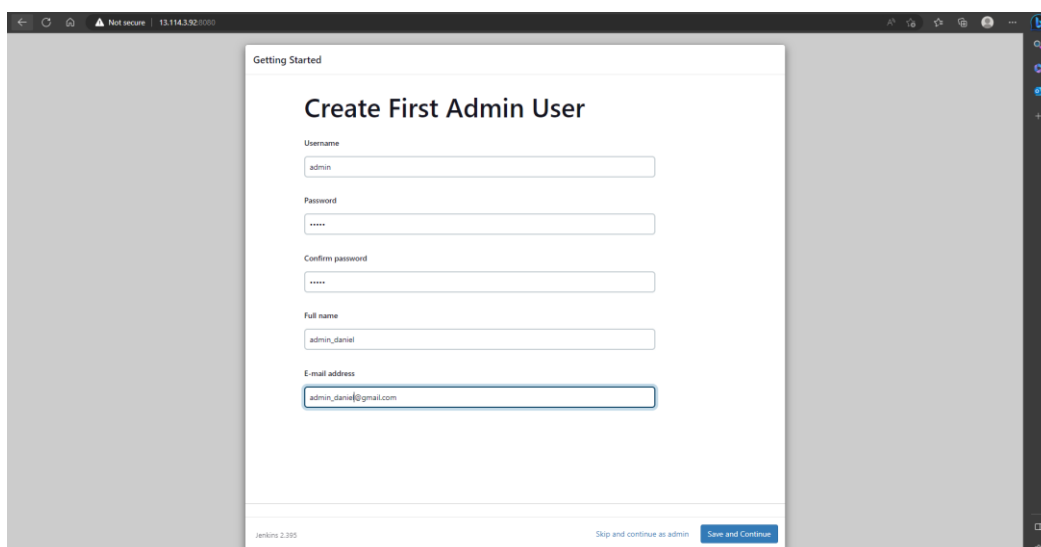 Not secure | 13.114.3.92:8080
Getting Started
Create First Admin User
Username
admin
Password
•••••
Confirm password
•••••
Full name
admin_daniel
E-mail address
admin_daniel@gmail.com
Jenkins 2.395
Skip and continue as admin
Save and Continue